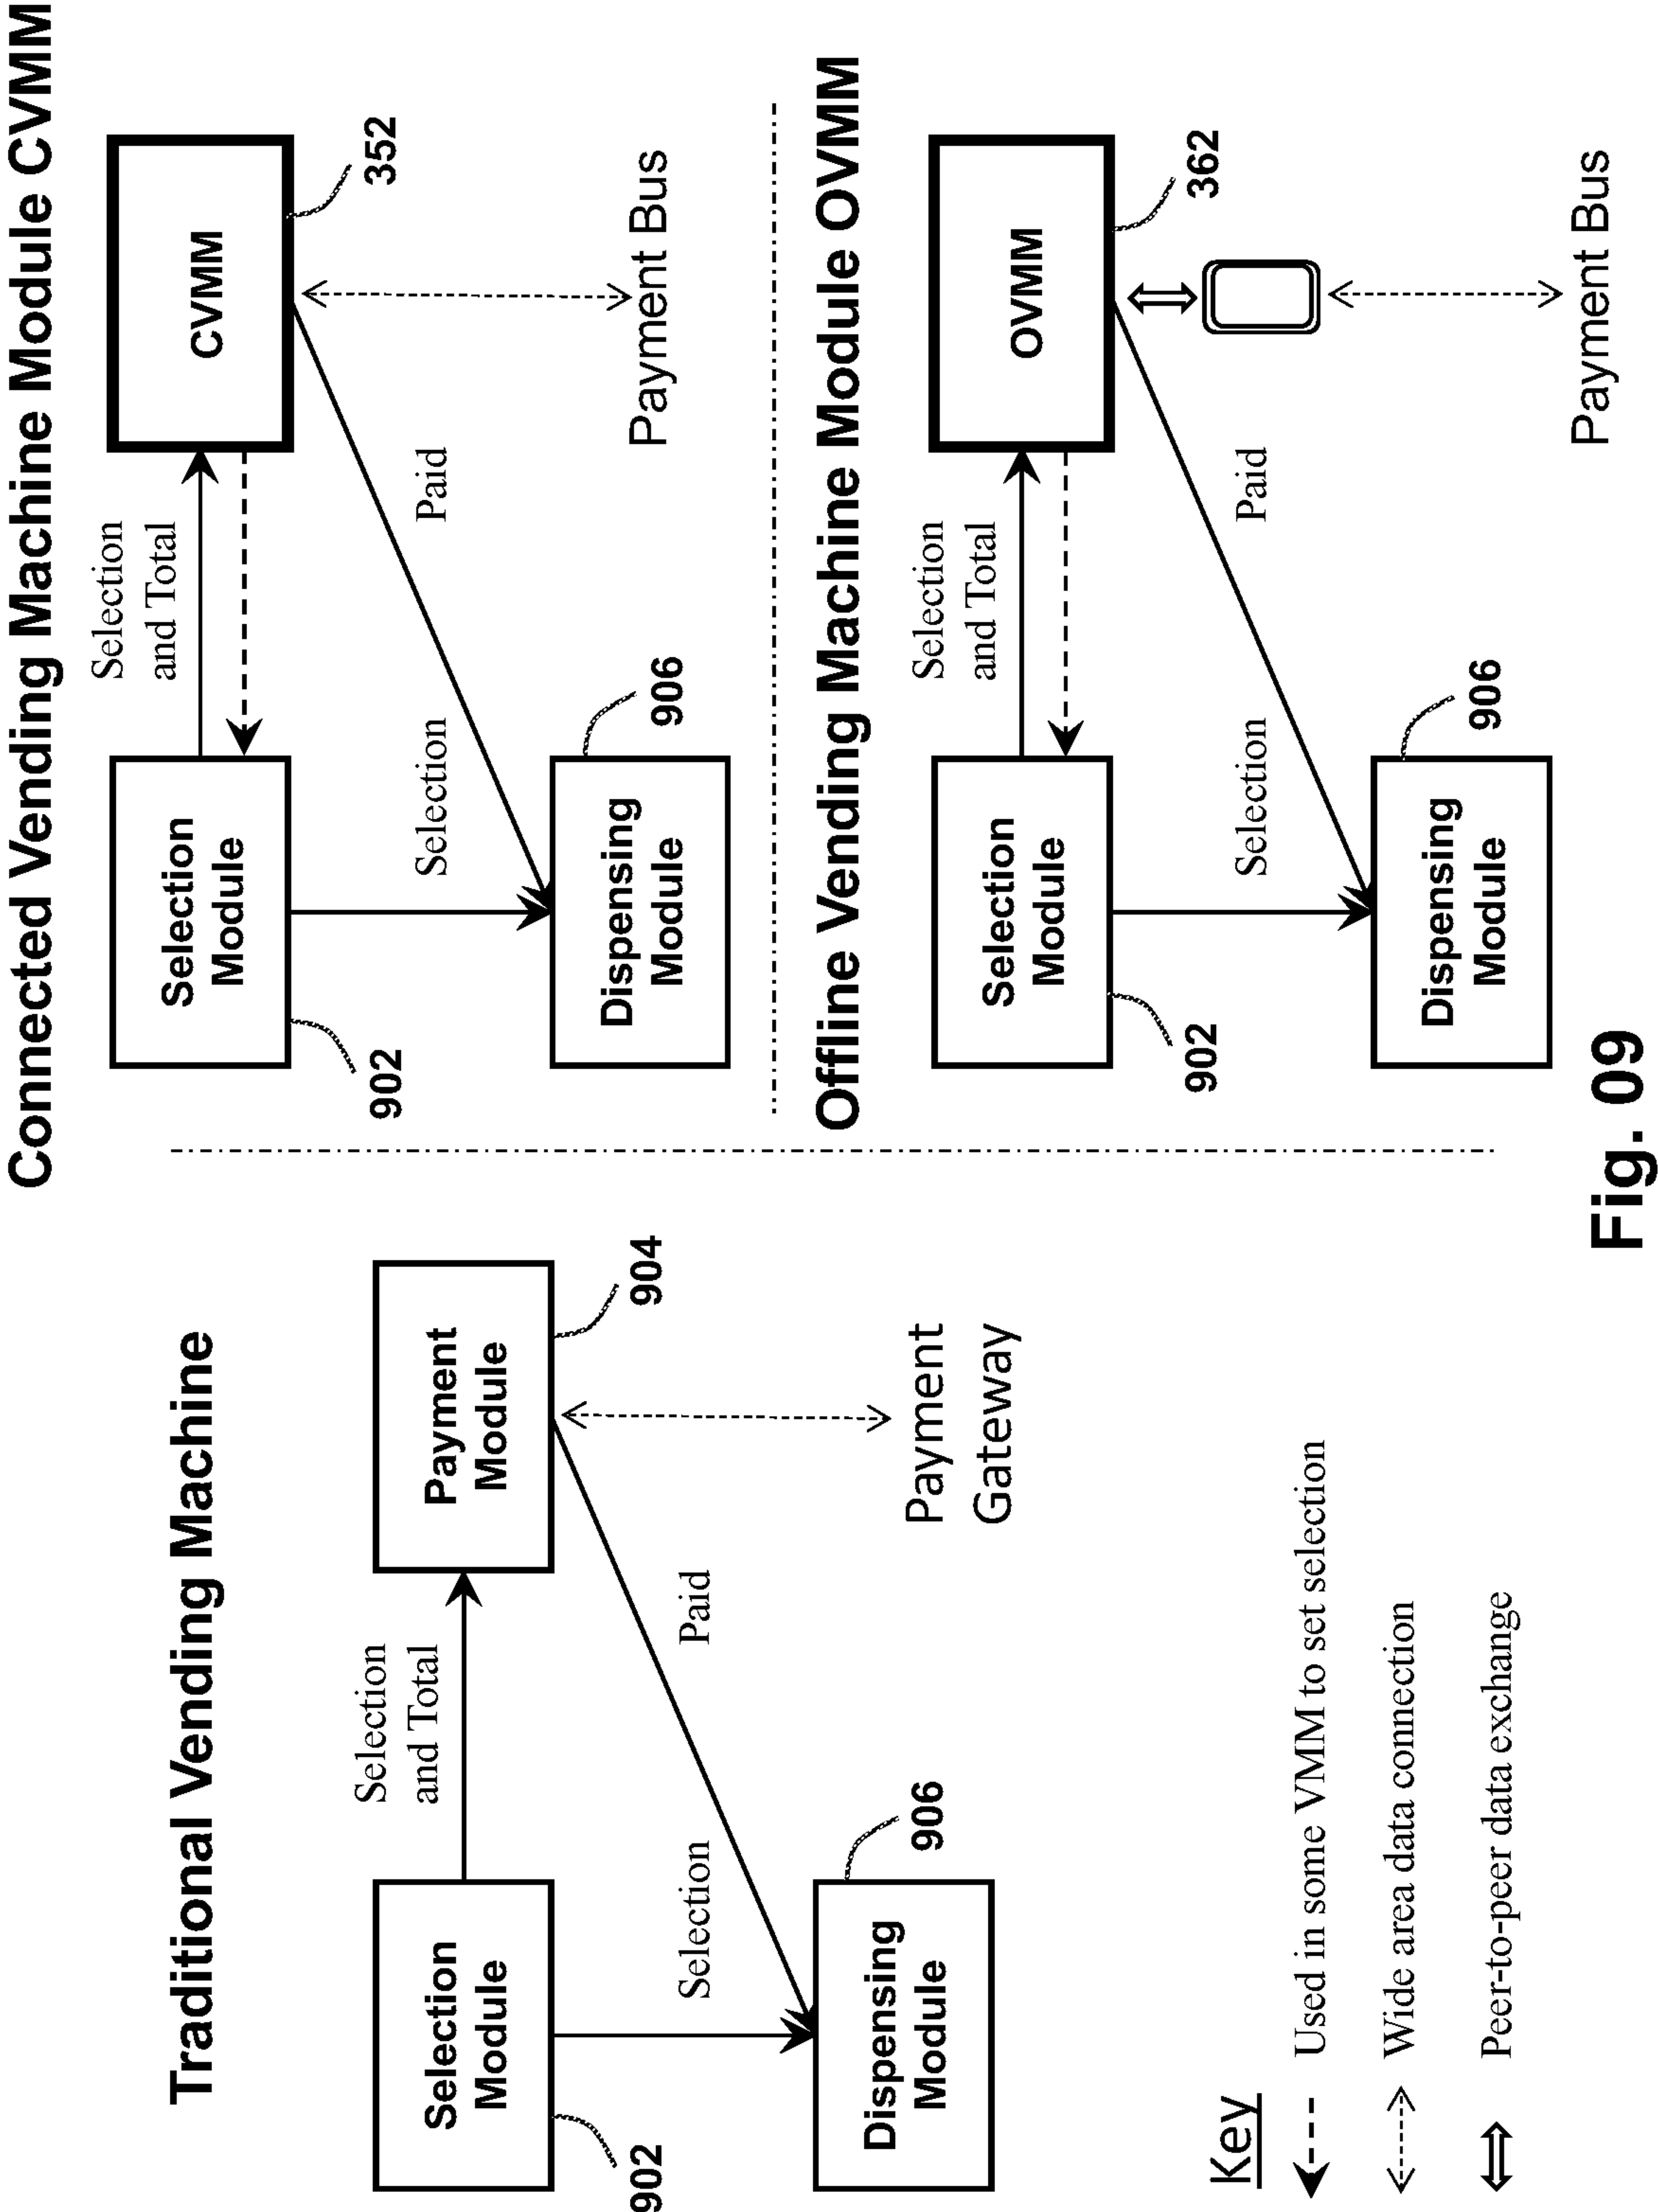 Traditional Vending Machine
Selection
Module
902
Selection
and Total
Payment
Module
904
Selection
Paid
Dispensing
Module
906
Payment
Gateway
Connected Vending Machine Module CVMM
Selection
Module
902
Selection
and Total
CVMM
352
Selection
Paid
Dispensing
Module
906
Payment Bus
Offline Vending Machine Module OVMM
Selection
Module
902
Selection
and Total
OVMM
362
Selection
Paid
Dispensing
Module
906
Payment Bus
Key
Used in some VMM to set selection
Wide area data connection
Peer-to-peer data exchange
Fig. 09